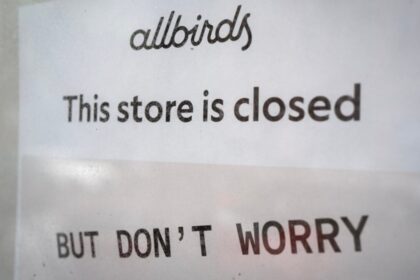 allbirds
This store is closed
BUT DON'T WORRY